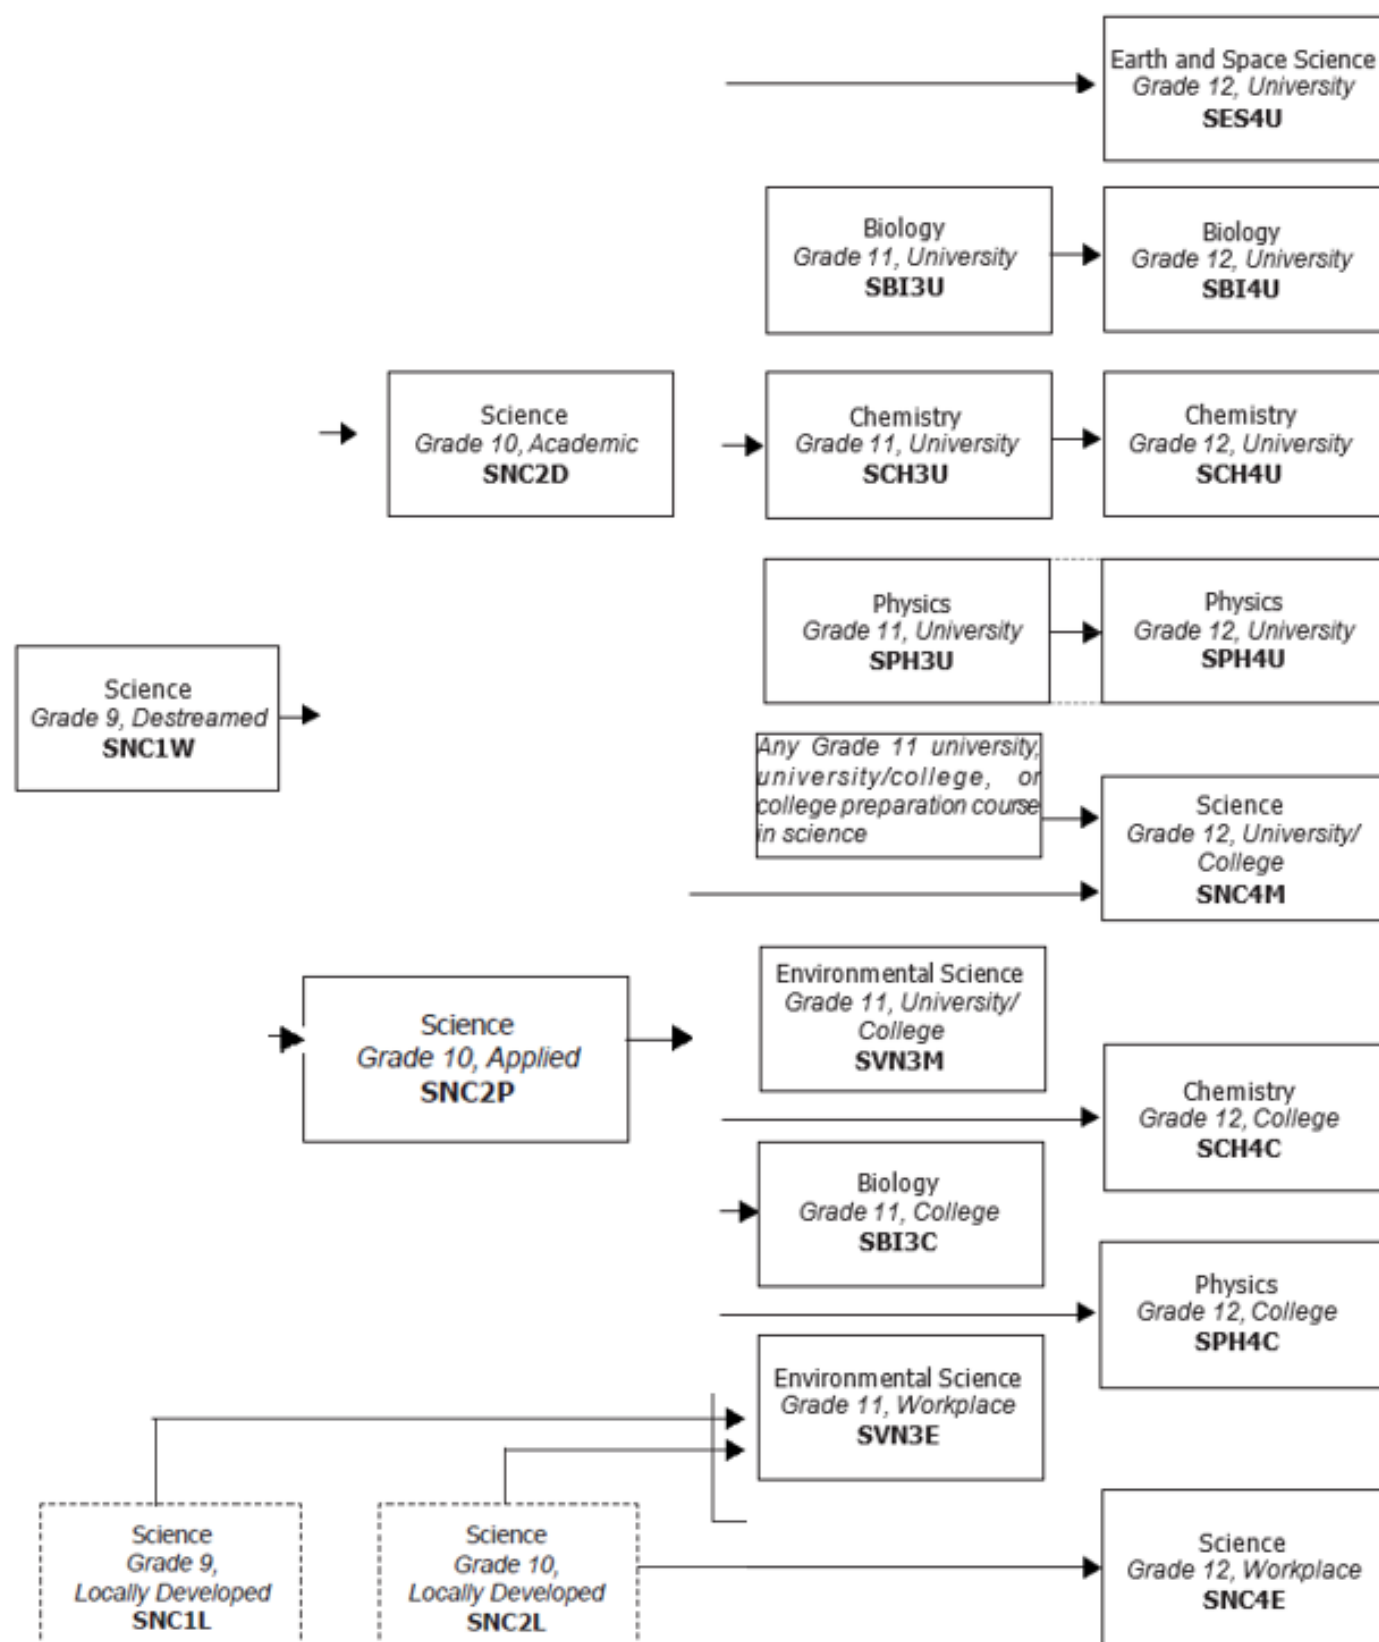 Earth and Space Science
Grade 12, University
SES4U
Biology
Grade 11, University
SBI3U
Biology
Grade 12, University
SBI4U
Science
Grade 10, Academic
SNC2D
Chemistry
Grade 11, University
SCH3U
Chemistry
Grade 12, University
SCH4U
Physics
Grade 11, University
SPH3U
Physics
Grade 12, University
SPH4U
Science
Grade 9, Destreamed
SNC1W
Any Grade 11 university,
university/college, or
college preparation course
in science
Science
Grade 12, University/
College
SNC4M
Science
Grade 10, Applied
SNC2P
Environmental Science
Grade 11, University/
College
SVN3M
Chemistry
Grade 12, College
SCH4C
Biology
Grade 11, College
SBI3C
Physics
Grade 12, College
SPH4C
Environmental Science
Grade 11, Workplace
SVN3E
Science
Grade 9,
Locally Developed
SNC1L
Science
Grade 10,
Locally Developed
SNC2L
Science
Grade 12, Workplace
SNC4E